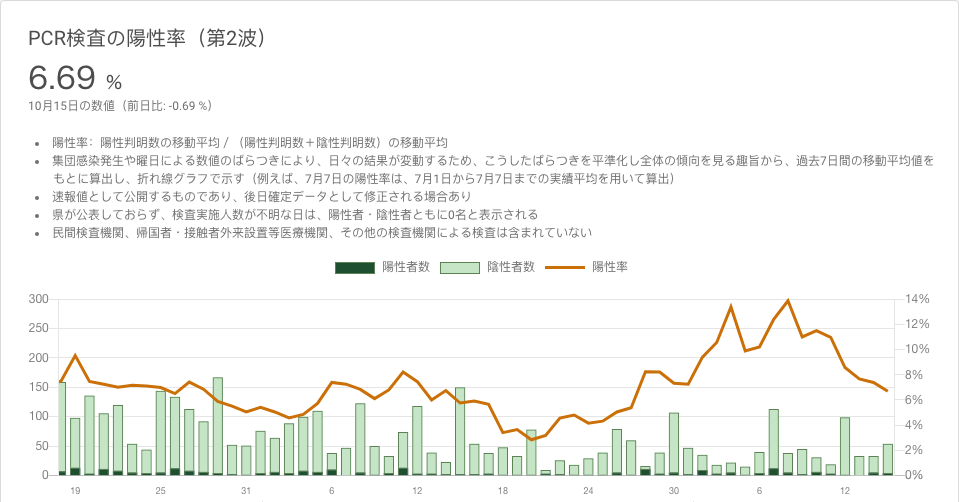 PCR検査の陽性率（第2波）
6.69 %
10月15日の数値（前日比: -0.69 %）
• 陽性率：陽性判明数の移動平均 / （陽性判明数＋陰性判明数）の移動平均
• 集団感染発生や曜日による数値のばらつきにより、日々の結果が変動するため、こうしたばらつきを平準化し全体の傾向を見る趣旨から、過去7日間の移動平均値を
もとに算出し、折れ線グラフで示す（例えば、7月7日の陽性率は、7月1日から7月7日までの実績平均を用いて算出）
• 速報値として公開するものであり、後日確定データとして修正される場合あり
• 県が公表しておらず、検査実施人数が不明な日は、陽性者・陰性者ともに0名と表示される
• 民間検査機関、帰国者・接触者外来設置等医療機関、その他の検査機関による検査は含まれていない
陽性者数 陰性者数 陽性率
300 14%
250 12%
200 10%
150 8%
100 6%
50 4%
0 2%
0%
19 25 31 6 12 18 24 30 6 12